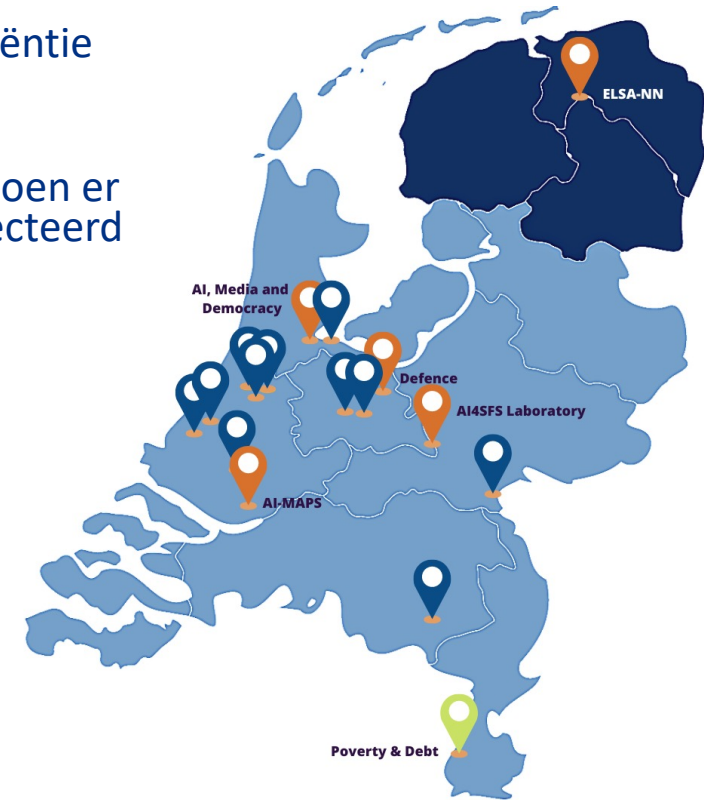 ëntie
oen er
ecteerd
ELSA-NN
AI, Media and
Democracy
Defence
AI4SFS Laboratory
AI-MAPS
Poverty & Debt